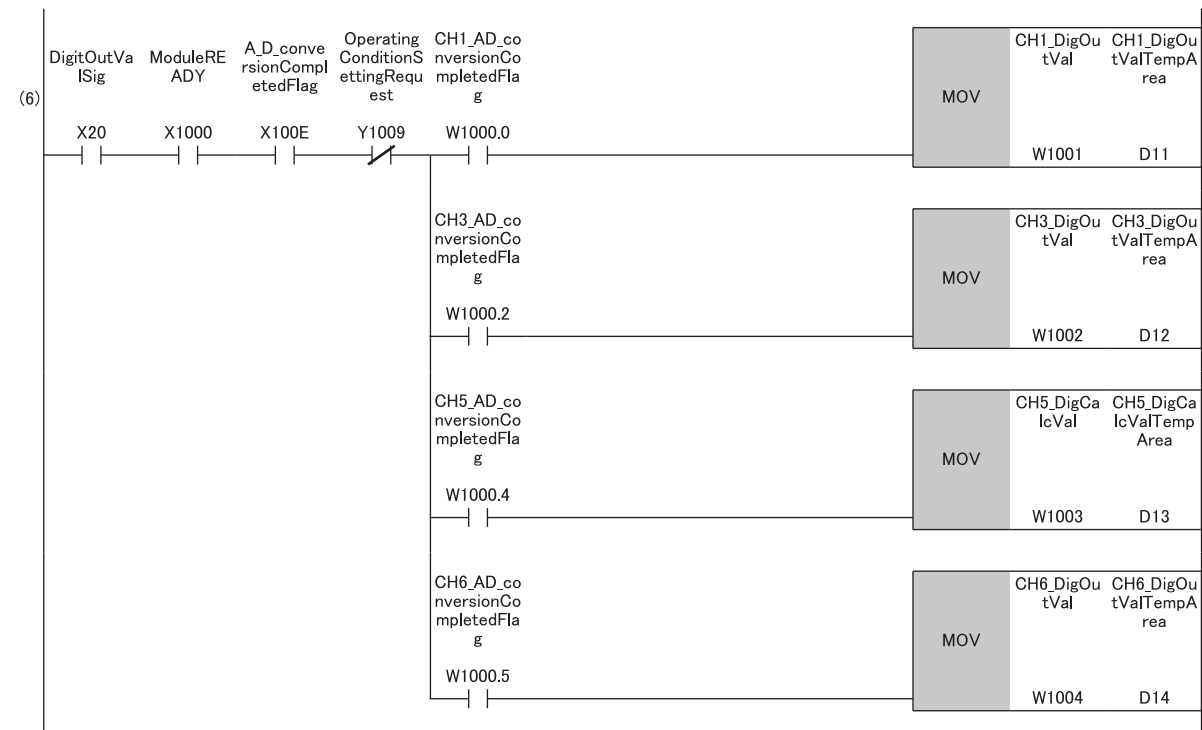 (6)
DigitOutVa
lSig
X20
ModuleRE
ADY
X1000
A_D_conve
rsionCompl
etedFlag
X100E
Operating
ConditionS
ettingRequ
est
Y1009
CH1_AD_co
nversionCo
mpletedFla
g
W1000.0
MOV
CH1_DigOu
tVal
W1001
CH1_DigOu
tValTempA
rea
D11
CH3_AD_co
nversionCo
mpletedFla
g
W1000.2
MOV
CH3_DigOu
tVal
W1002
CH3_DigOu
tValTempA
rea
D12
CH5_AD_co
nversionCo
mpletedFla
g
W1000.4
MOV
CH5_DigCa
lcVal
W1003
CH5_DigCa
lcValTemp
Area
D13
CH6_AD_co
nversionCo
mpletedFla
g
W1000.5
MOV
CH6_DigOu
tVal
W1004
CH6_DigOu
tValTempA
rea
D14